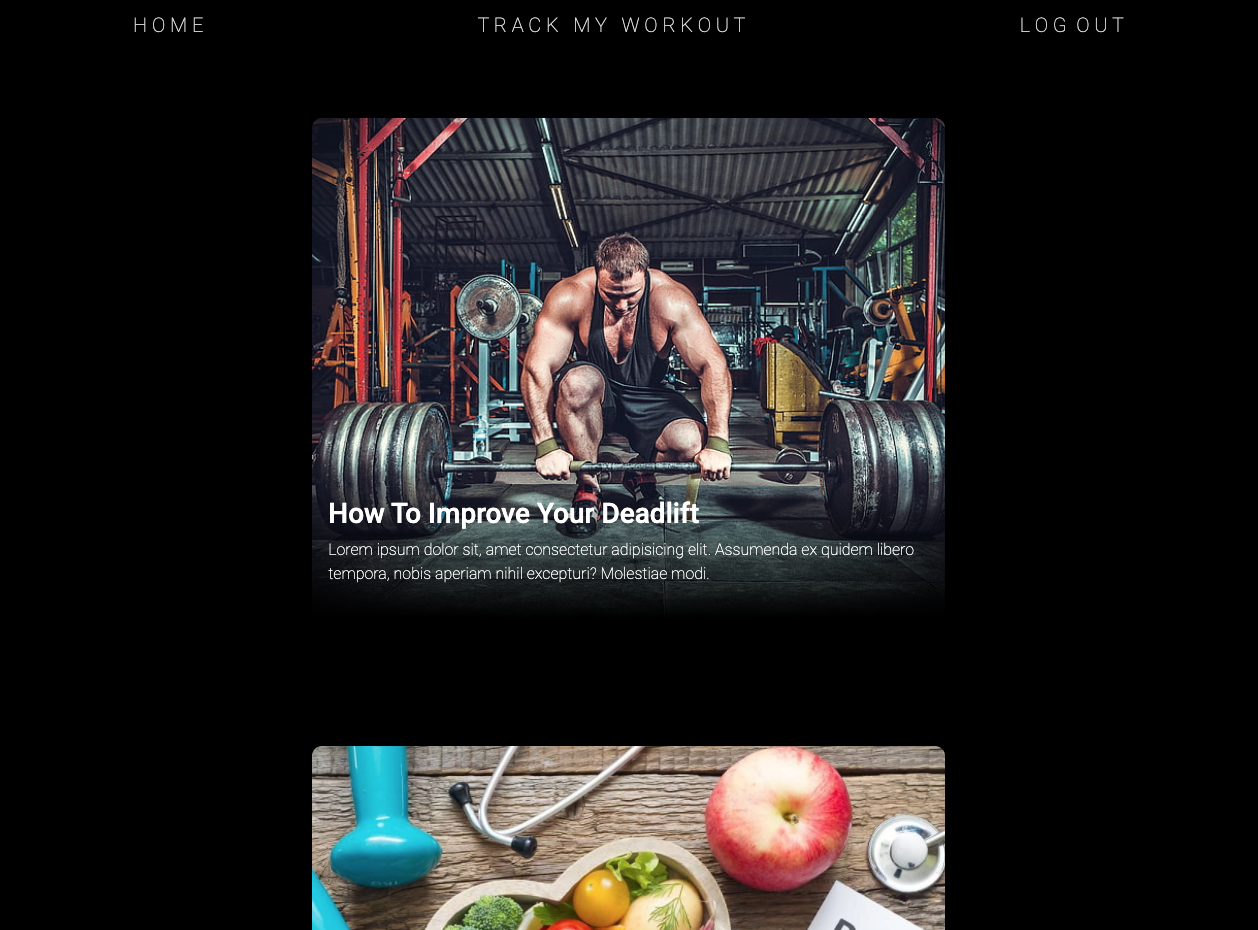 HOME
TRACK MY WORKOUT
LOG OUT
How To Improve Your Deadlift
Lorem ipsum dolor sit, amet consectetur adipisicing elit. Assumenda ex quidem libero
tempora, nobis aperiam nihil excepturi? Molestiae modi.